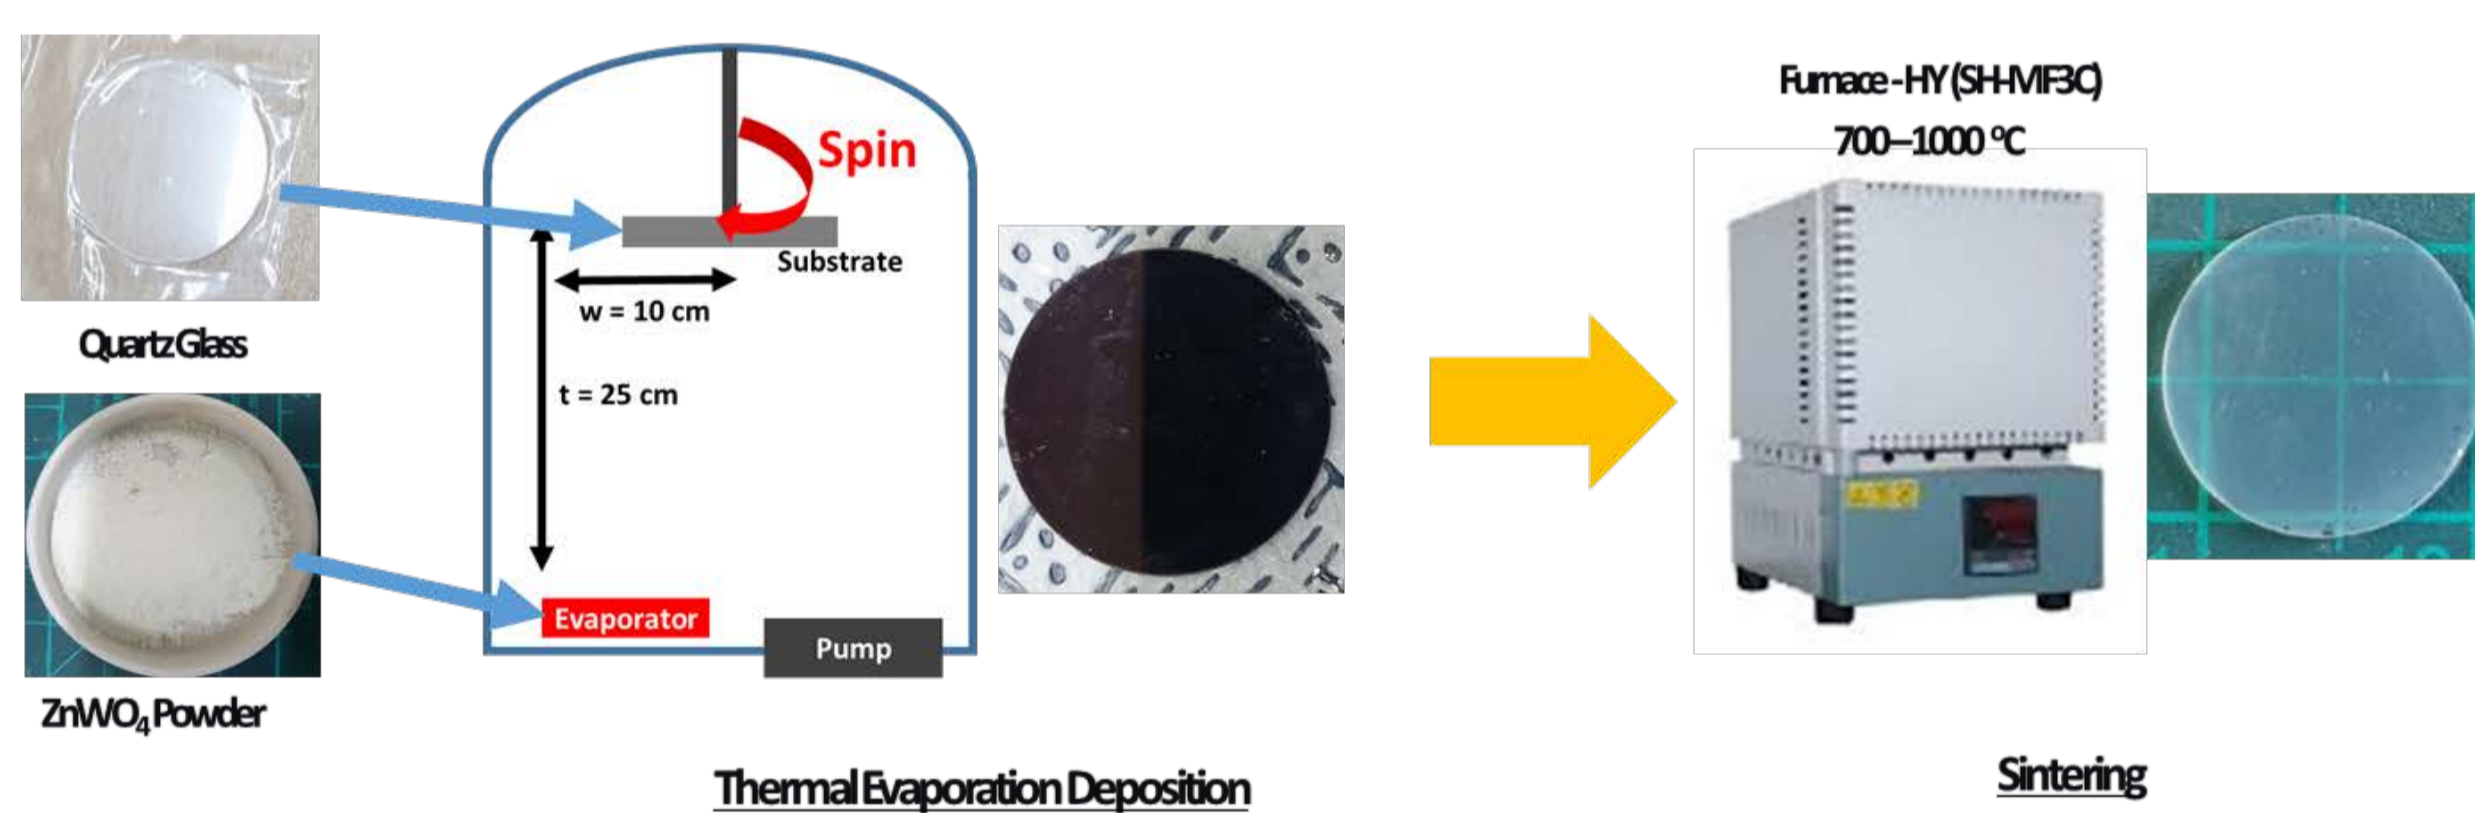 Quartz Glass
ZnWO₄ Powder
Spin
Substrate
w = 10 cm
t = 25 cm
Evaporator
Pump
Thermal Evaporation Deposition
Furnace - HY (SH-MF3C)
700–1000 ºC
Sintering